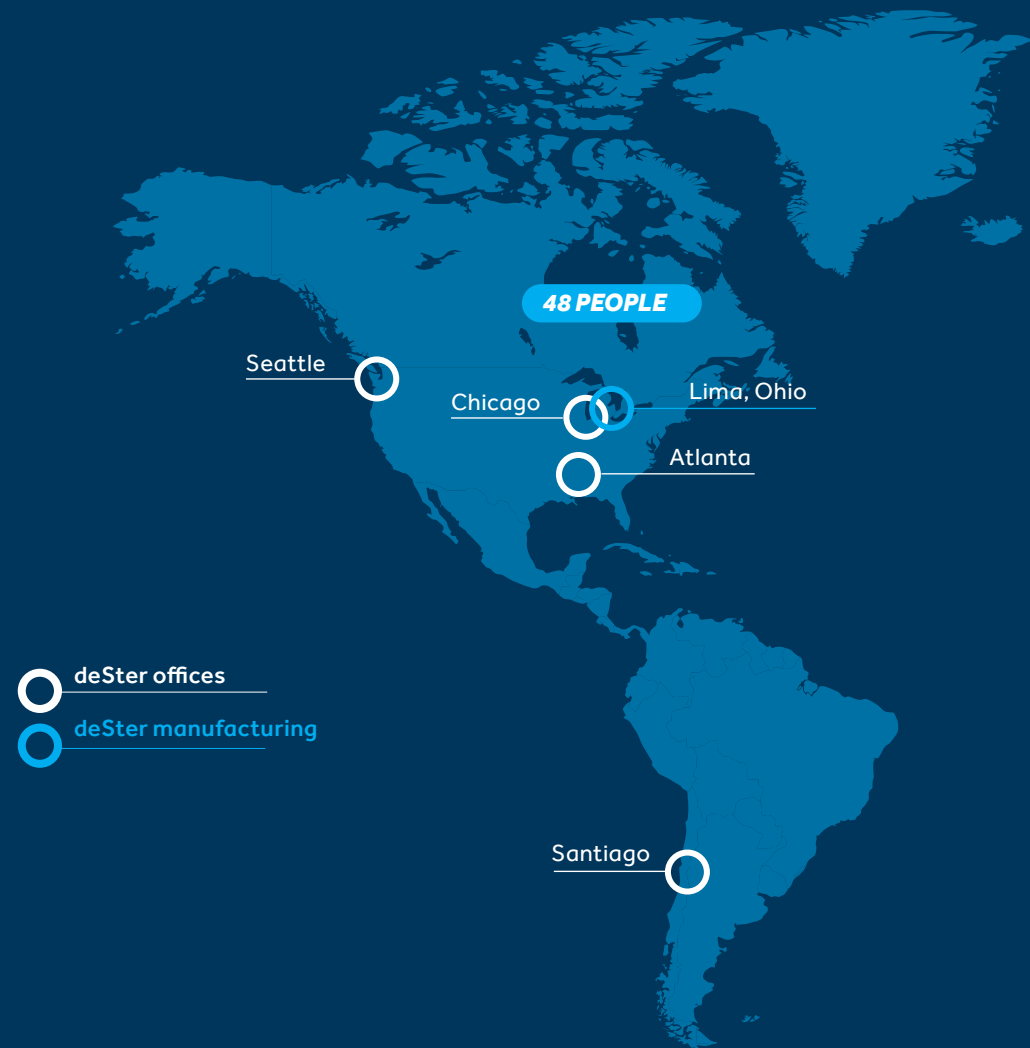 48 PEOPLE
Seattle
Lima, Ohio
Chicago
Atlanta
deSter offices
deSter manufacturing
Santiago